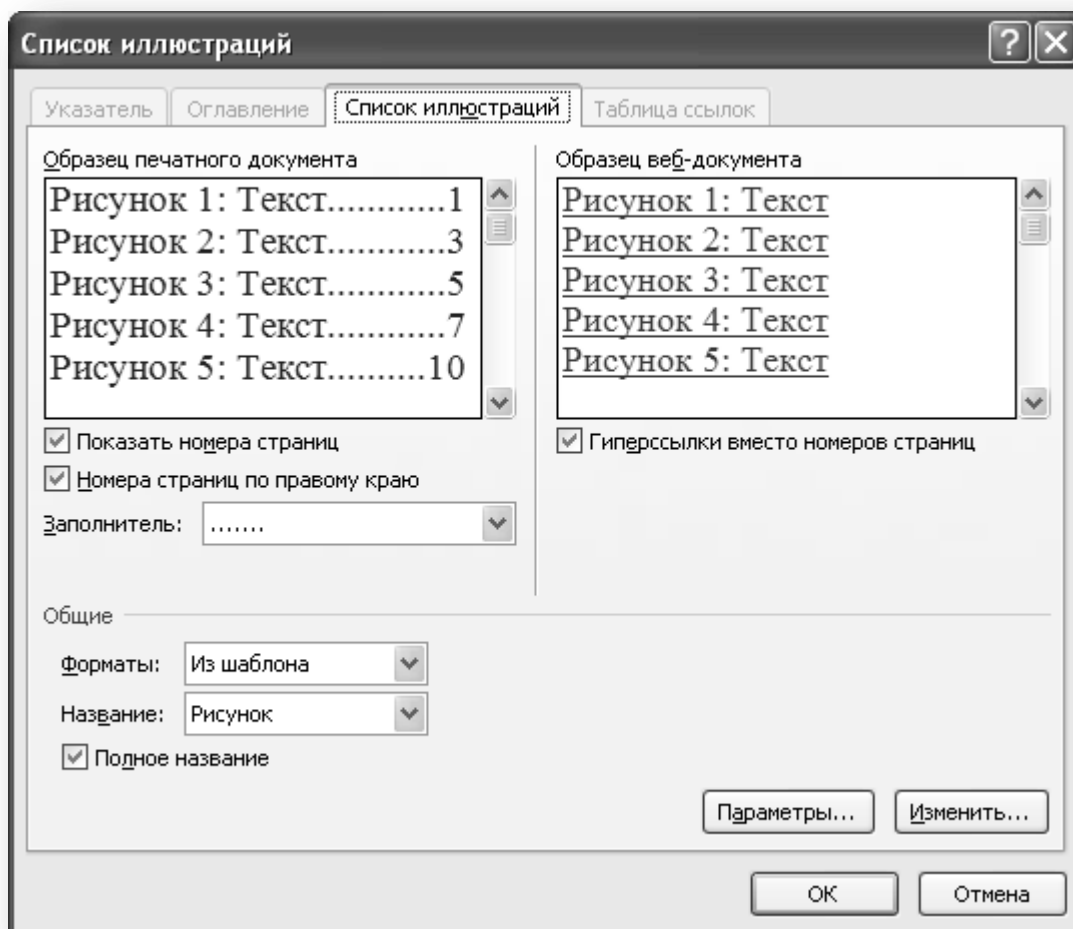 Список иллюстраций
Указатель Оглавление Список иллюстраций Таблица ссылок
Образец печатного документа
Рисунок 1: Текст............1
Рисунок 2: Текст............3
Рисунок 3: Текст............5
Рисунок 4: Текст............7
Рисунок 5: Текст..........10
Показать номера страниц
Номера страниц по правому краю
Заполнитель: .......
Образец веб-документа
Рисунок 1: Текст
Рисунок 2: Текст
Рисунок 3: Текст
Рисунок 4: Текст
Рисунок 5: Текст
Гиперссылки вместо номеров страниц
Общие
Форматы: Из шаблона
Название: Рисунок
Полное название
Параметры... Изменить...
ОК Отмена